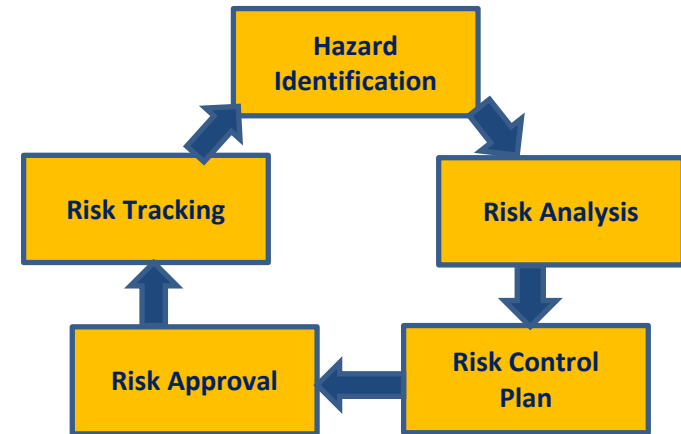 Hazard
Identification
Risk Tracking
Risk Analysis
Risk Approval
Risk Control
Plan